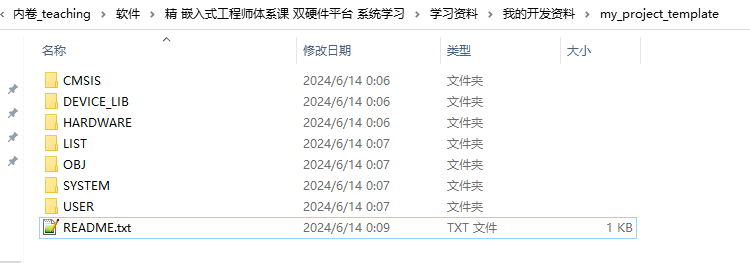 内卷_teaching > 软件 > 精 嵌入式工程师体系课 双硬件平台 系统学习 > 学习资料 > 我的开发资料 > my_project_template
名称 修改日期 类型 大小
CMSIS 2024/6/14 0:06 文件夹
DEVICE_LIB 2024/6/14 0:06 文件夹
HARDWARE 2024/6/14 0:06 文件夹
LIST 2024/6/14 0:07 文件夹
OBJ 2024/6/14 0:07 文件夹
SYSTEM 2024/6/14 0:07 文件夹
USER 2024/6/14 0:07 文件夹
README.txt 2024/6/14 0:09 TXT 文件 1 KB